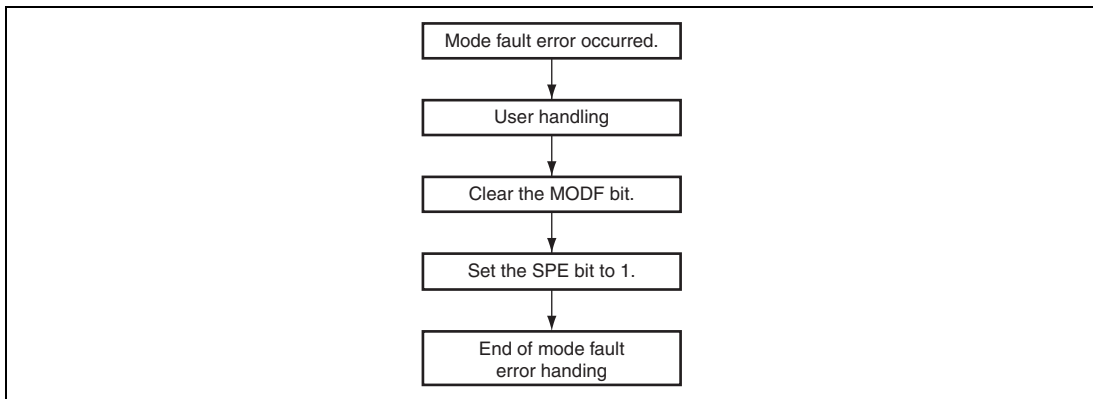 Mode fault error occurred.
User handling
Clear the MODF bit.
Set the SPE bit to 1.
End of mode fault
error handing